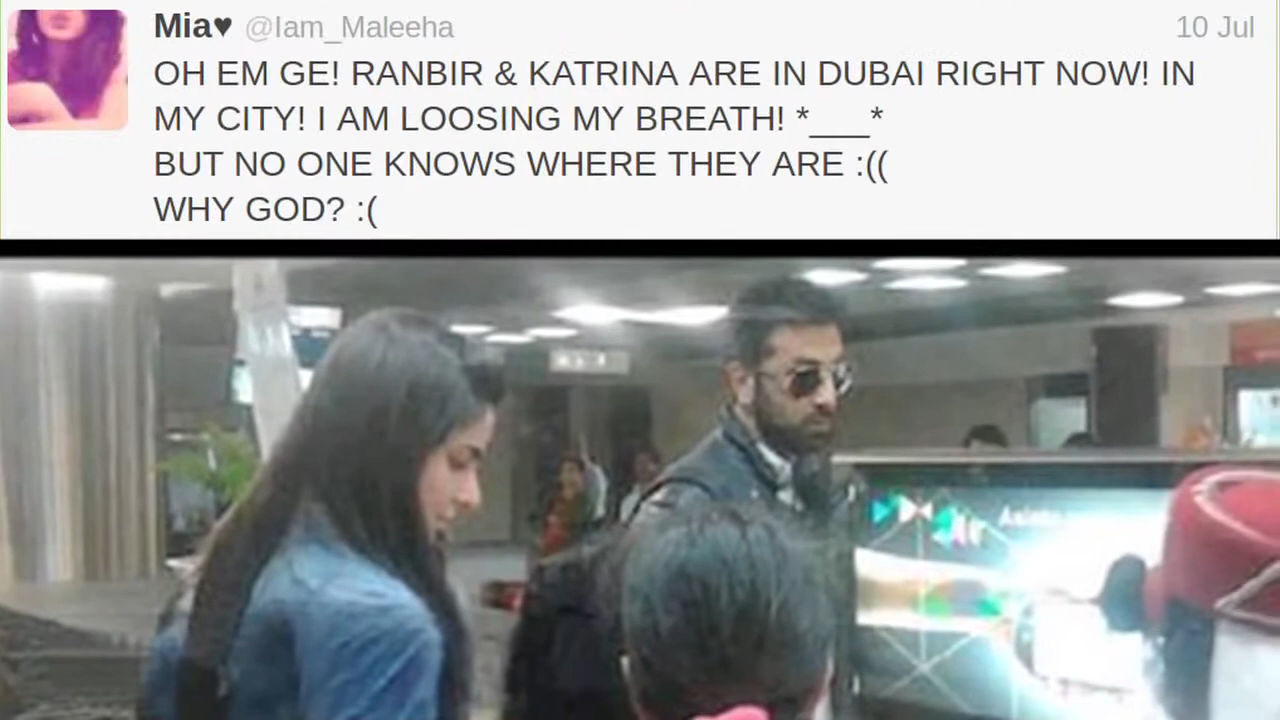 Mia♥ @Iam_Maleeha 10 Jul
OH EM GE! RANBIR & KATRINA ARE IN DUBAI RIGHT NOW! IN
MY CITY! I AM LOOSING MY BREATH! *___*
BUT NO ONE KNOWS WHERE THEY ARE :((
WHY GOD? :(